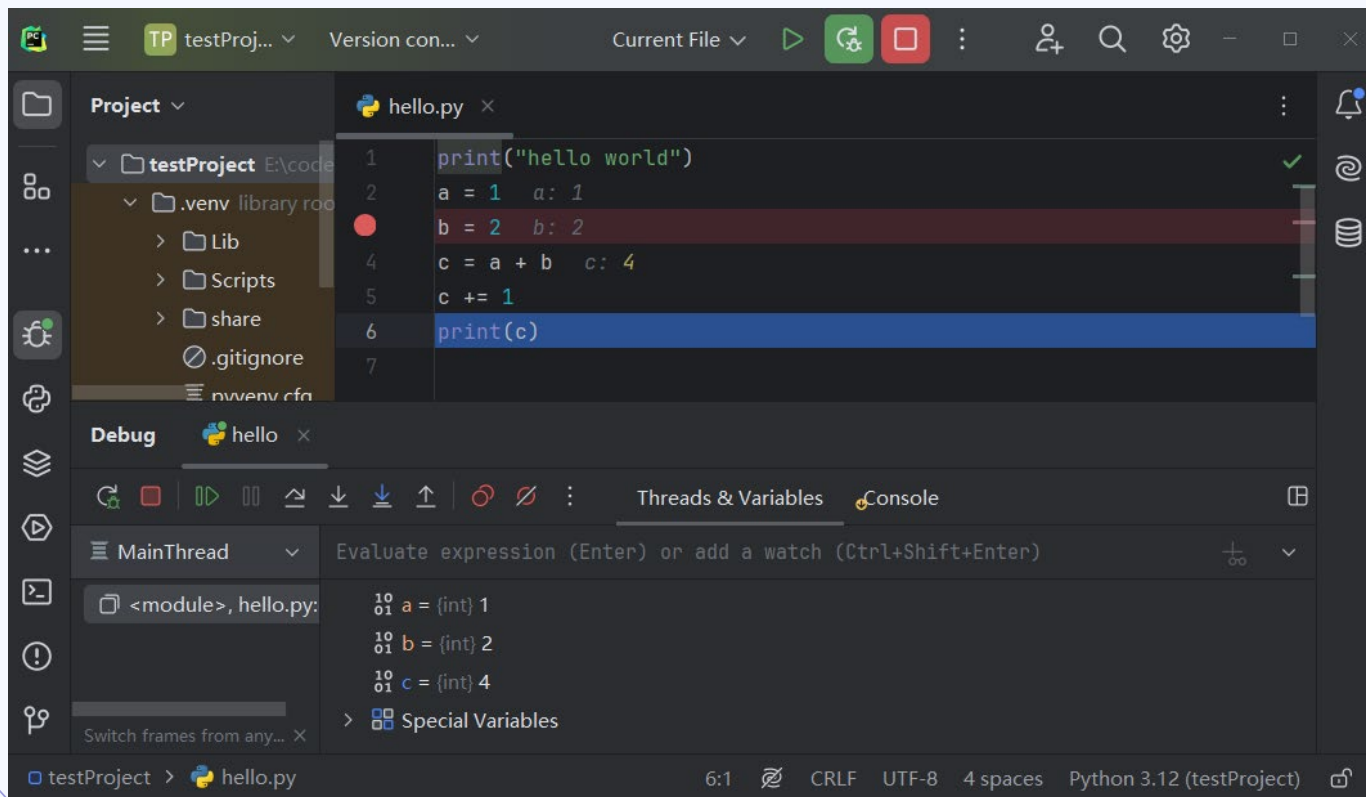 TP testProj... Version con... Current File
Project
hello.py
testProject E:\code
.venv library roo
Lib
Scripts
share
.gitignore
pyvenv.cfg
1 print("hello world")
2 a = 1 a: 1
b = 2 b: 2
4 c = a + b c: 4
5 c += 1
6 print(c)
7
Debug hello
Threads & Variables Console
MainThread
Evaluate expression (Enter) or add a watch (Ctrl+Shift+Enter)
<module>, hello.py:
a = {int} 1
b = {int} 2
c = {int} 4
Special Variables
Switch frames from any...
testProject > hello.py 6:1 CRLF UTF-8 4 spaces Python 3.12 (testProject)